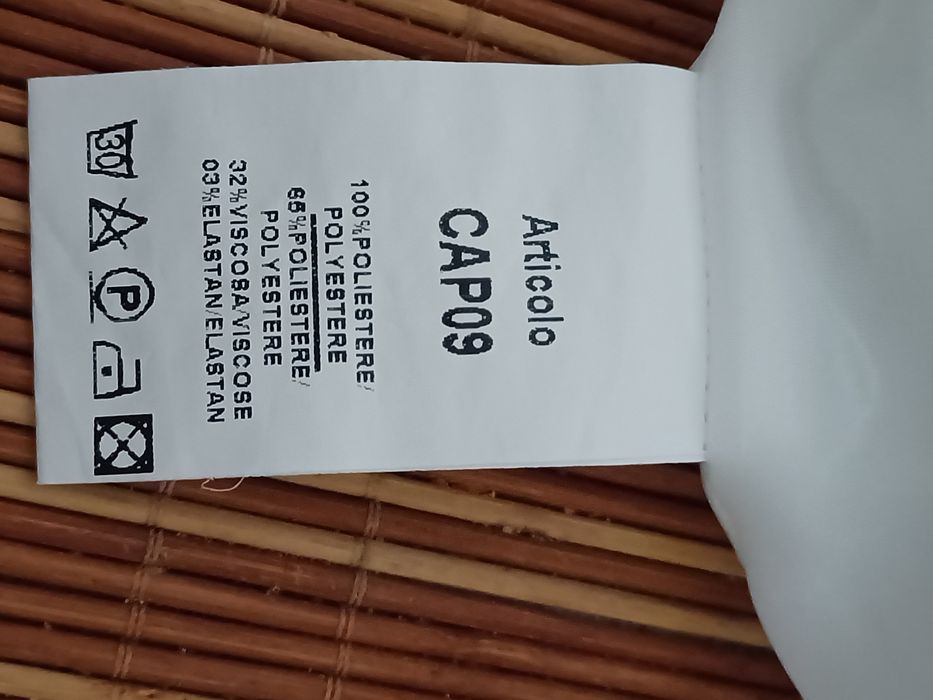 Articolo
CAP09
100%POLIESTERE/
POLYESTERE
65%POLIESTERE/
POLYESTERE
32%VISCOSA/VISCOSE
03%ELASTAN/ELASTAN
30 P